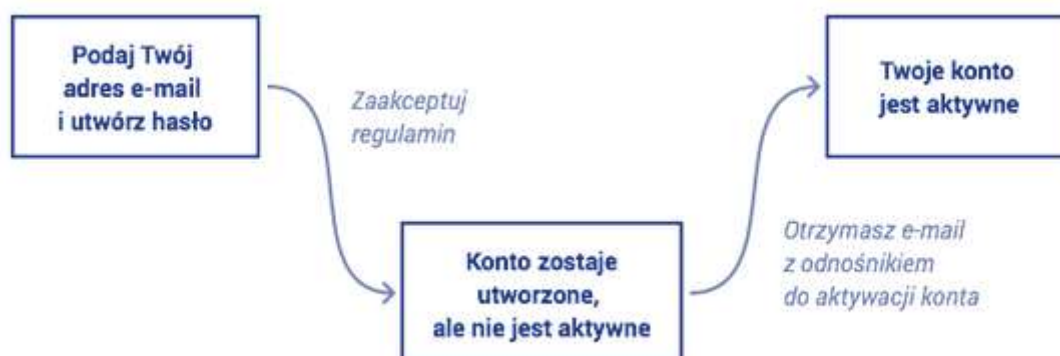 Podaj Twój
adres e-mail
i utwórz hasło
Zaakceptuj
regulamin
Konto zostaje
utworzone,
ale nie jest aktywne
Otrzymasz e-mail
z odnośnikiem
do aktywacji konta
Twoje konto
jest aktywne